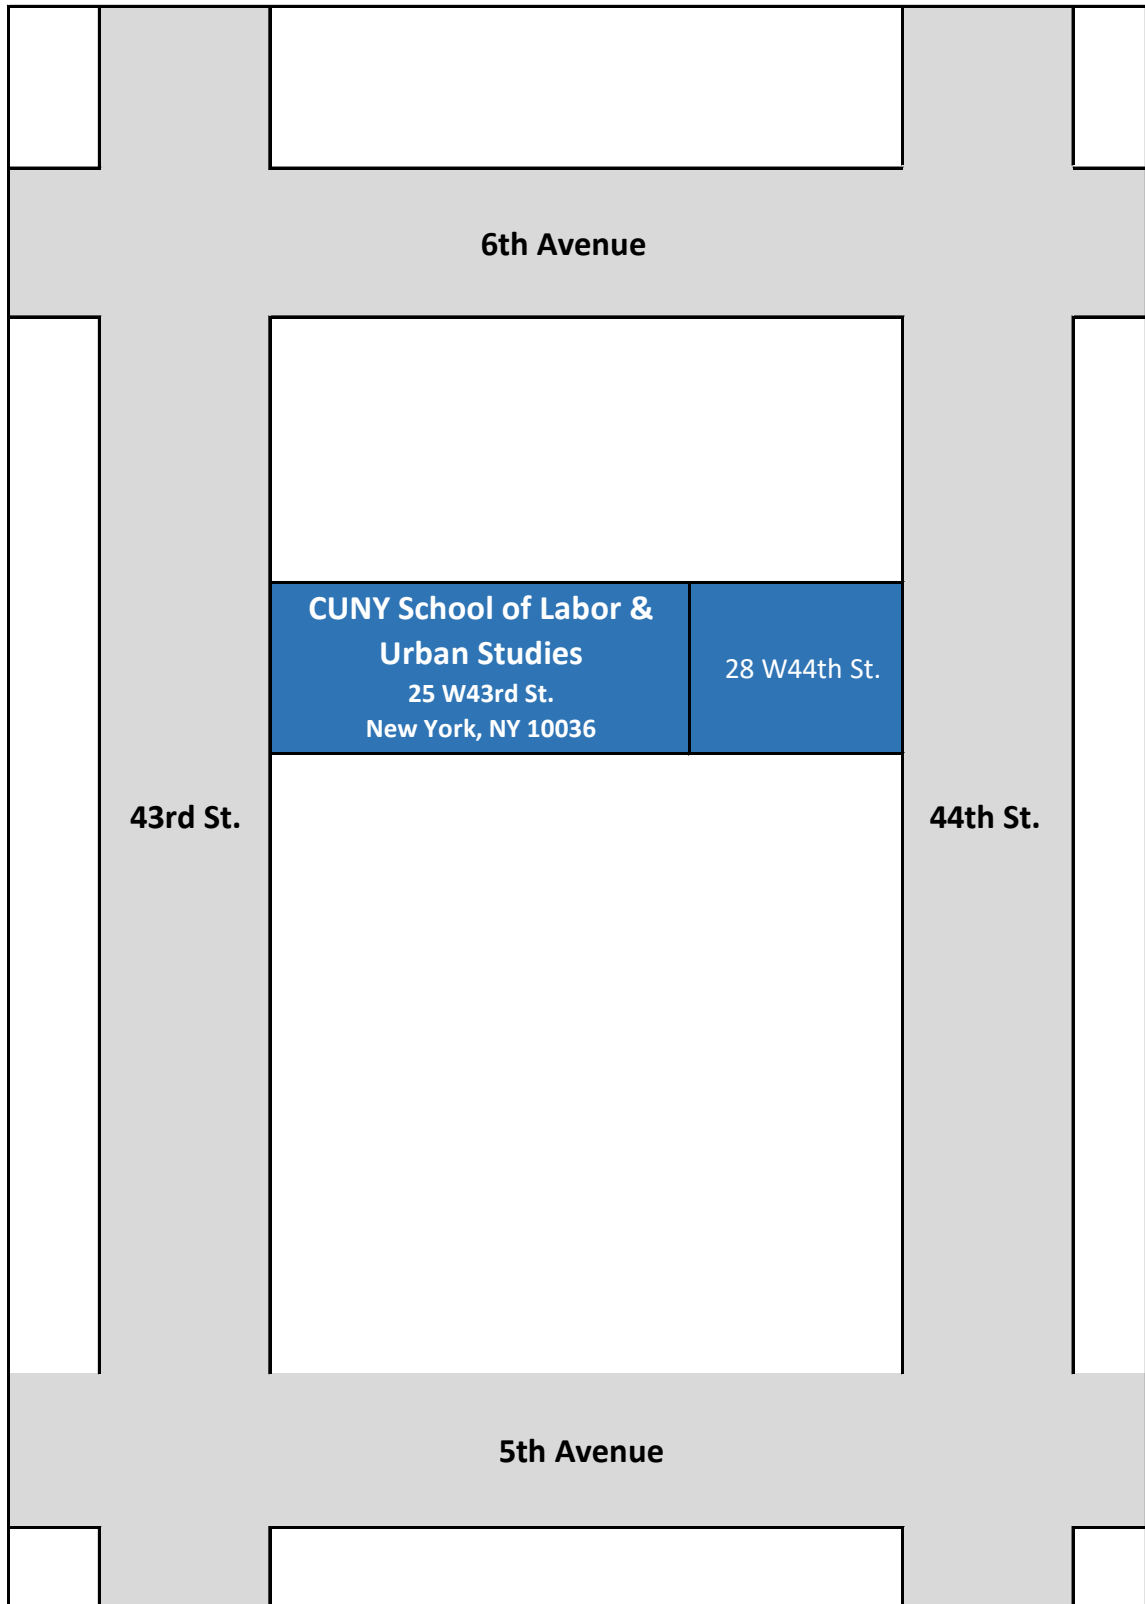 6th Avenue
CUNY School of Labor &
Urban Studies
25 W43rd St.
New York, NY 10036
28 W44th St.
43rd St.
44th St.
5th Avenue